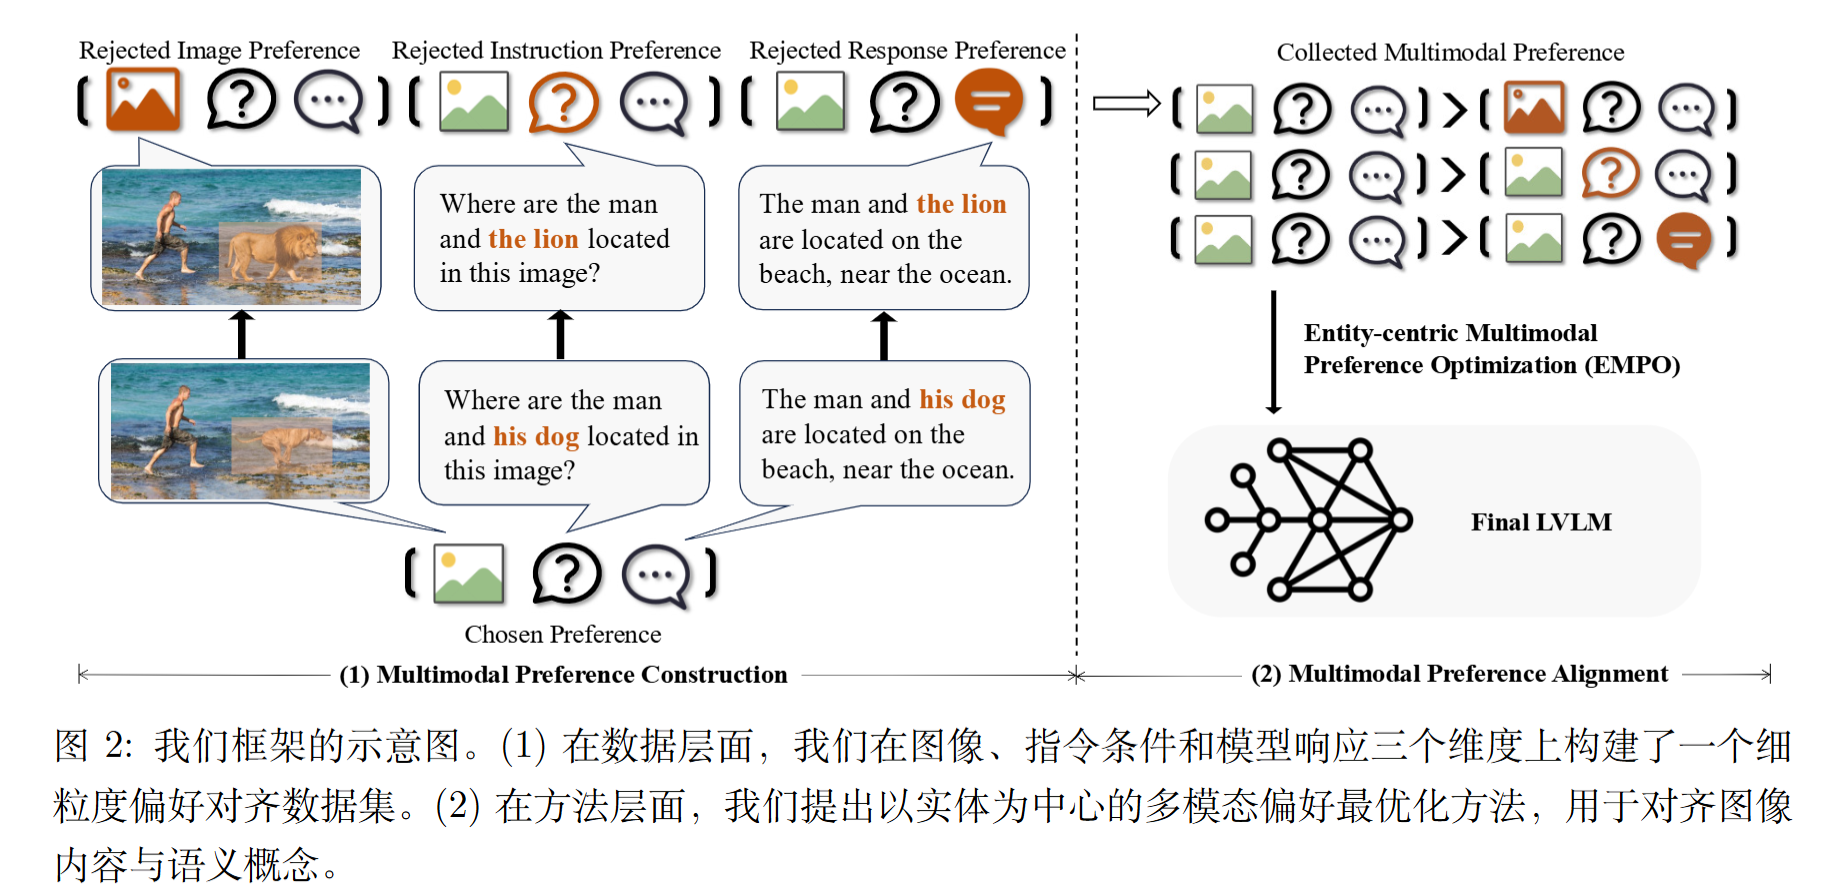 Rejected Image Preference
Rejected Instruction Preference
Rejected Response Preference
Where are the man
and the lion located
in this image?
The man and the lion
are located on the
beach, near the ocean.
Where are the man
and his dog located in
this image?
The man and his dog
are located on the
beach, near the ocean.
Chosen Preference
(1) Multimodal Preference Construction
Collected Multimodal Preference
Entity-centric Multimodal
Preference Optimization (EMPO)
Final LVLM
(2) Multimodal Preference Alignment
图 2: 我们框架的示意图。(1) 在数据层面，我们在图像、指令条件和模型响应三个维度上构建了一个细
粒度偏好对齐数据集。(2) 在方法层面，我们提出以实体为中心的多模态偏好最优化方法，用于对齐图像
内容与语义概念。